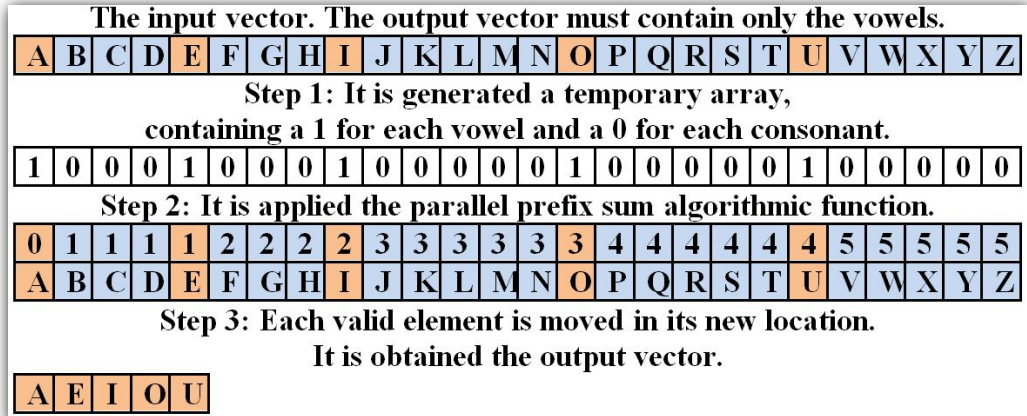 The input vector. The output vector must contain only the vowels.
A B C D E F G H I J K L M N O P Q R S T U V W X Y Z
Step 1: It is generated a temporary array,
containing a 1 for each vowel and a 0 for each consonant.
1 0 0 0 1 0 0 0 1 0 0 0 0 0 1 0 0 0 0 0 1 0 0 0 0 0
Step 2: It is applied the parallel prefix sum algorithmic function.
0 1 1 1 1 2 2 2 2 3 3 3 3 3 3 4 4 4 4 4 4 5 5 5 5 5
A B C D E F G H I J K L M N O P Q R S T U V W X Y Z
Step 3: Each valid element is moved in its new location.
It is obtained the output vector.
A E I O U